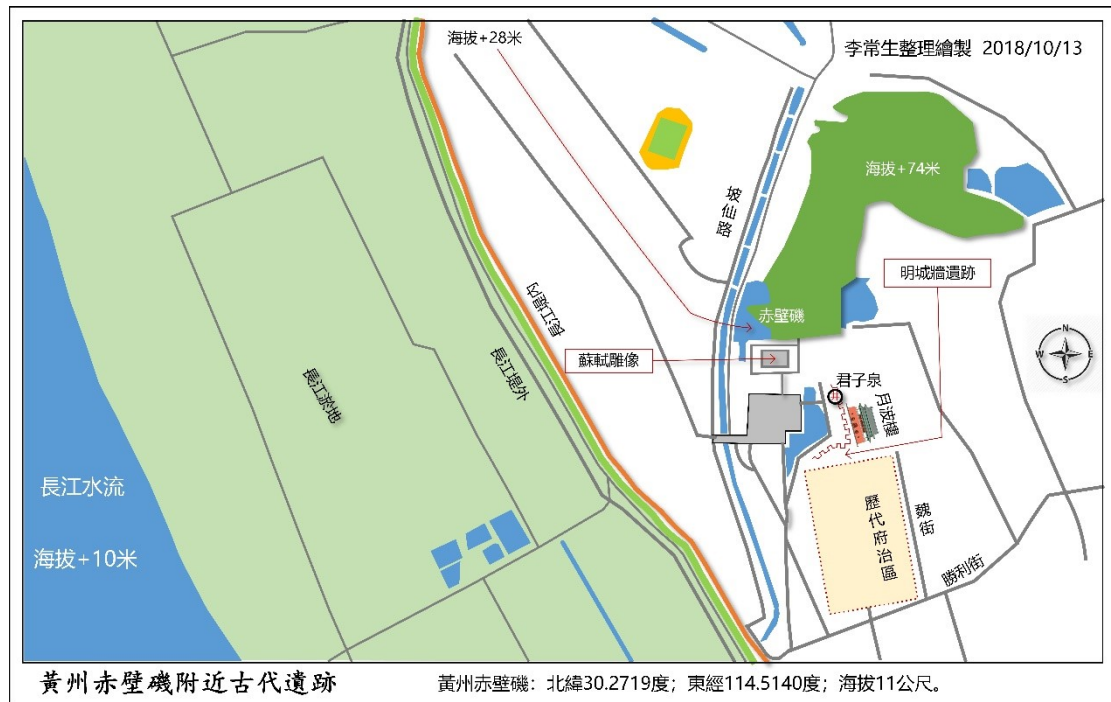 海拔+28米
李常生整理繪製 2018/10/13
海拔+74米
坡仙路
明城牆遺跡
長江堤內
赤壁磯
N
W
E
S
蘇軾雕像
長江淤地
長江堤外
君子泉
月波樓
長江水流
歷代府治區
魏街
海拔+10米
勝利街
黃州赤壁磯附近古代遺跡
黃州赤壁磯：北緯30.2719度；東經114.5140度；海拔11公尺。